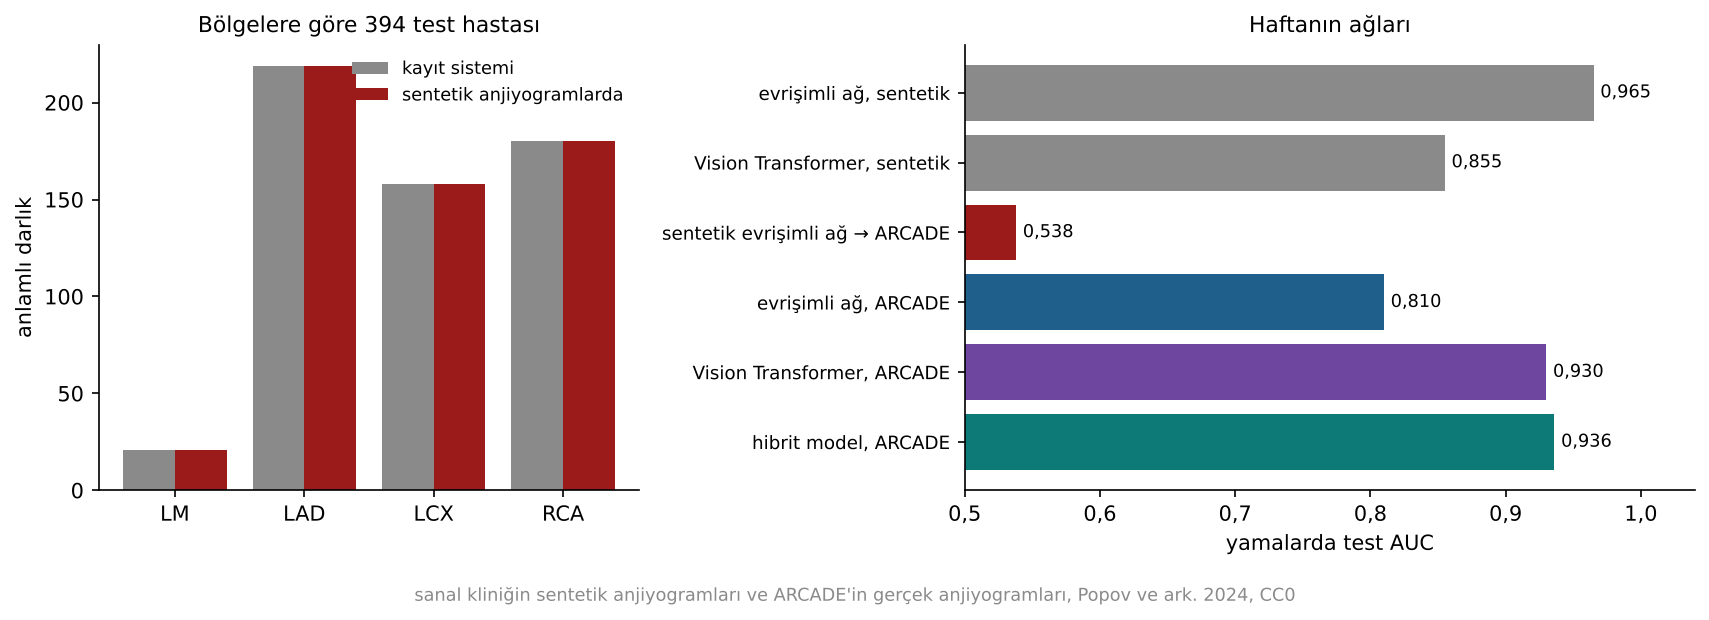 Bölgelere göre 394 test hastası
kayıt sistemi
sentetik anjiyogramlarda
anlamlı darlık
200
150
100
50
0
LM
LAD
LCX
RCA
Haftanın ağları
evrişimli ağ, sentetik
0,965
Vision Transformer, sentetik
0,855
sentetik evrişimli ağ → ARCADE
0,538
evrişimli ağ, ARCADE
0,810
Vision Transformer, ARCADE
0,930
hibrit model, ARCADE
0,936
0,5
0,6
0,7
0,8
0,9
1,0
yamalarda test AUC
sanal kliniğin sentetik anjiyogramları ve ARCADE'in gerçek anjiyogramları, Popov ve ark. 2024, CC0